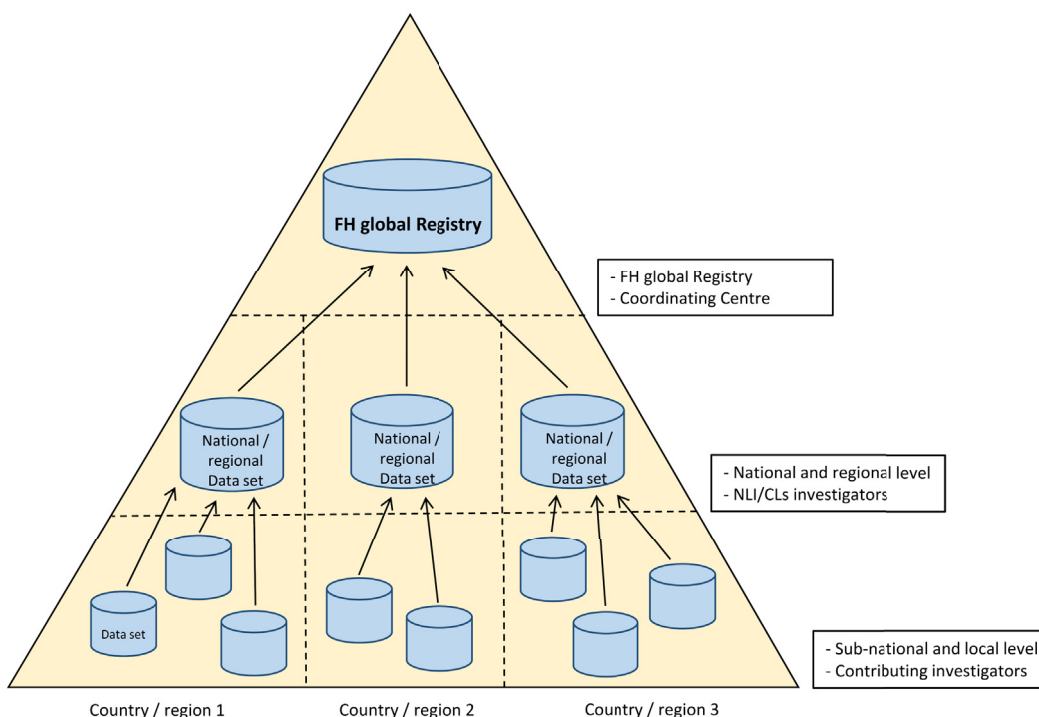 FH global Registry
- FH global Registry
- Coordinating Centre
National /
regional
Data set
National /
regional
Data set
National /
regional
Data set
- National and regional level
- NLI/CLs investigators
Data set
- Sub-national and local level
- Contributing investigators
Country / region 1
Country / region 2
Country / region 3